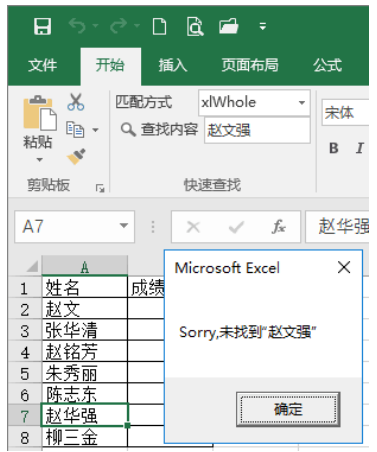 文件 开始 插入 页面布局 公式
匹配方式 xlWhole 宋体
查找内容 赵文强
粘贴 B I
剪贴板 快速查找
A7 fx 赵华强
A
1 姓名 成绩
2 赵文
3 张华清
4 赵铭芳
5 朱秀丽
6 陈志东
7 赵华强
8 柳三金
Microsoft Excel
Sorry,未找到“赵文强”
确定